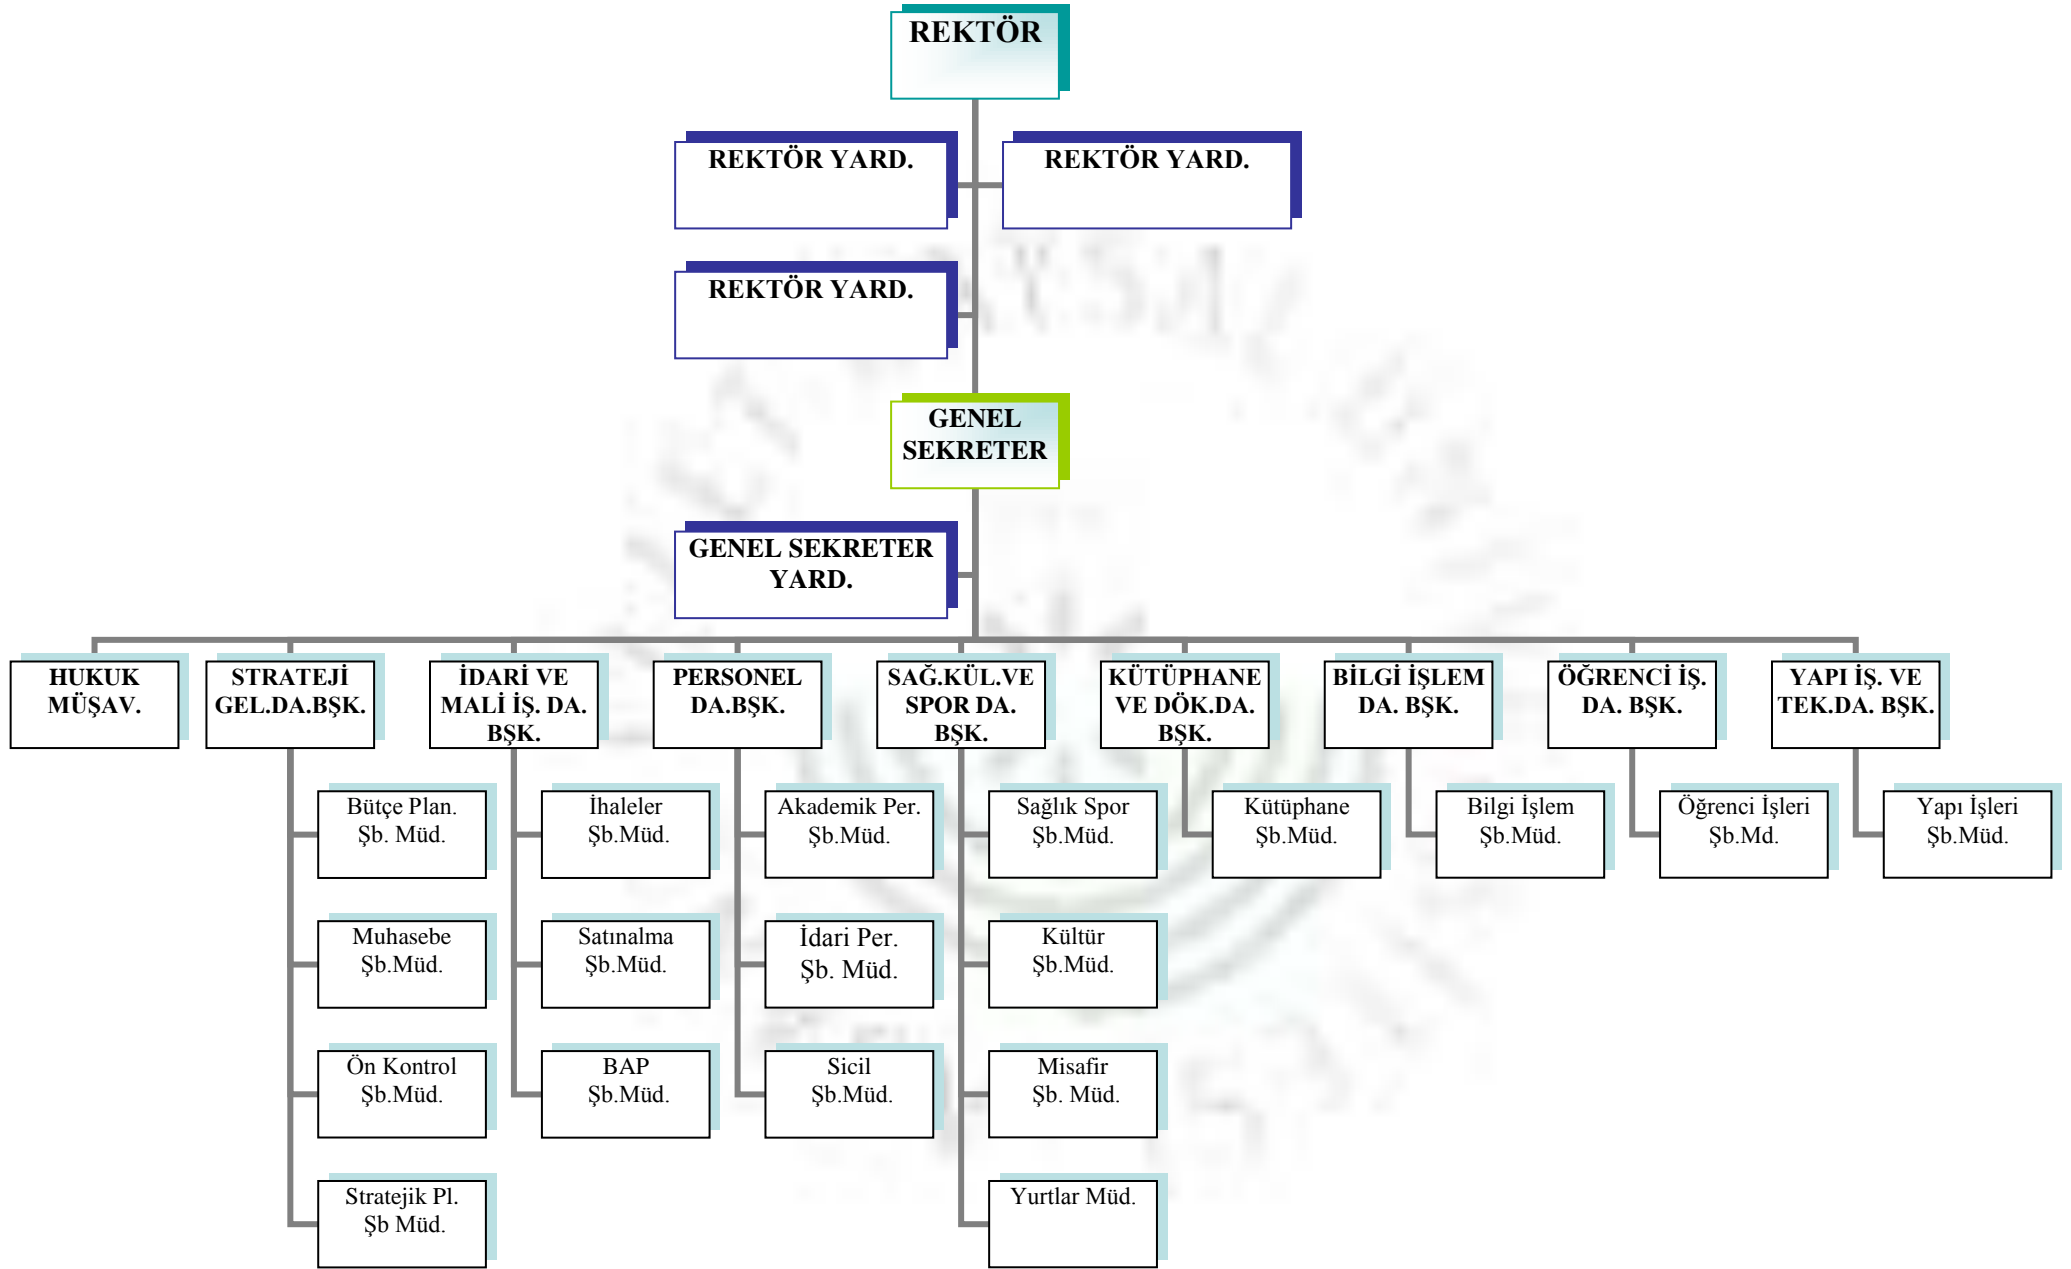 REKTÖR
REKTÖR YARD.
REKTÖR YARD.
REKTÖR YARD.
GENEL
SEKRETER
GENEL SEKRETER
YARD.
HUKUK
MÜŞAV.
STRATEJİ
GEL.DA.BŞK.
İDARİ VE
MALİ İŞ. DA.
BŞK.
PERSONEL
DA.BŞK.
SAĞ.KÜL.VE
SPOR DA.
BŞK.
KÜTÜPHANE
VE DÖK.DA.
BŞK.
BİLGİ İŞLEM
DA. BŞK.
ÖĞRENCİ İŞ.
DA. BŞK.
YAPI İŞ. VE
TEK.DA. BŞK.
Bütçe Plan.
Şb. Müd.
İhaleler
Şb.Müd.
Akademik Per.
Şb.Müd.
Sağlık Spor
Şb.Müd.
Kütüphane
Şb.Müd.
Bilgi İşlem
Şb.Müd.
Öğrenci İşleri
Şb.Md.
Yapı İşleri
Şb.Müd.
Muhasebe
Şb.Müd.
Satınalma
Şb.Müd.
İdari Per.
Şb. Müd.
Kültür
Şb.Müd.
Ön Kontrol
Şb.Müd.
BAP
Şb.Müd.
Sicil
Şb.Müd.
Misafir
Şb. Müd.
Stratejik Pl.
Şb Müd.
Yurtlar Müd.